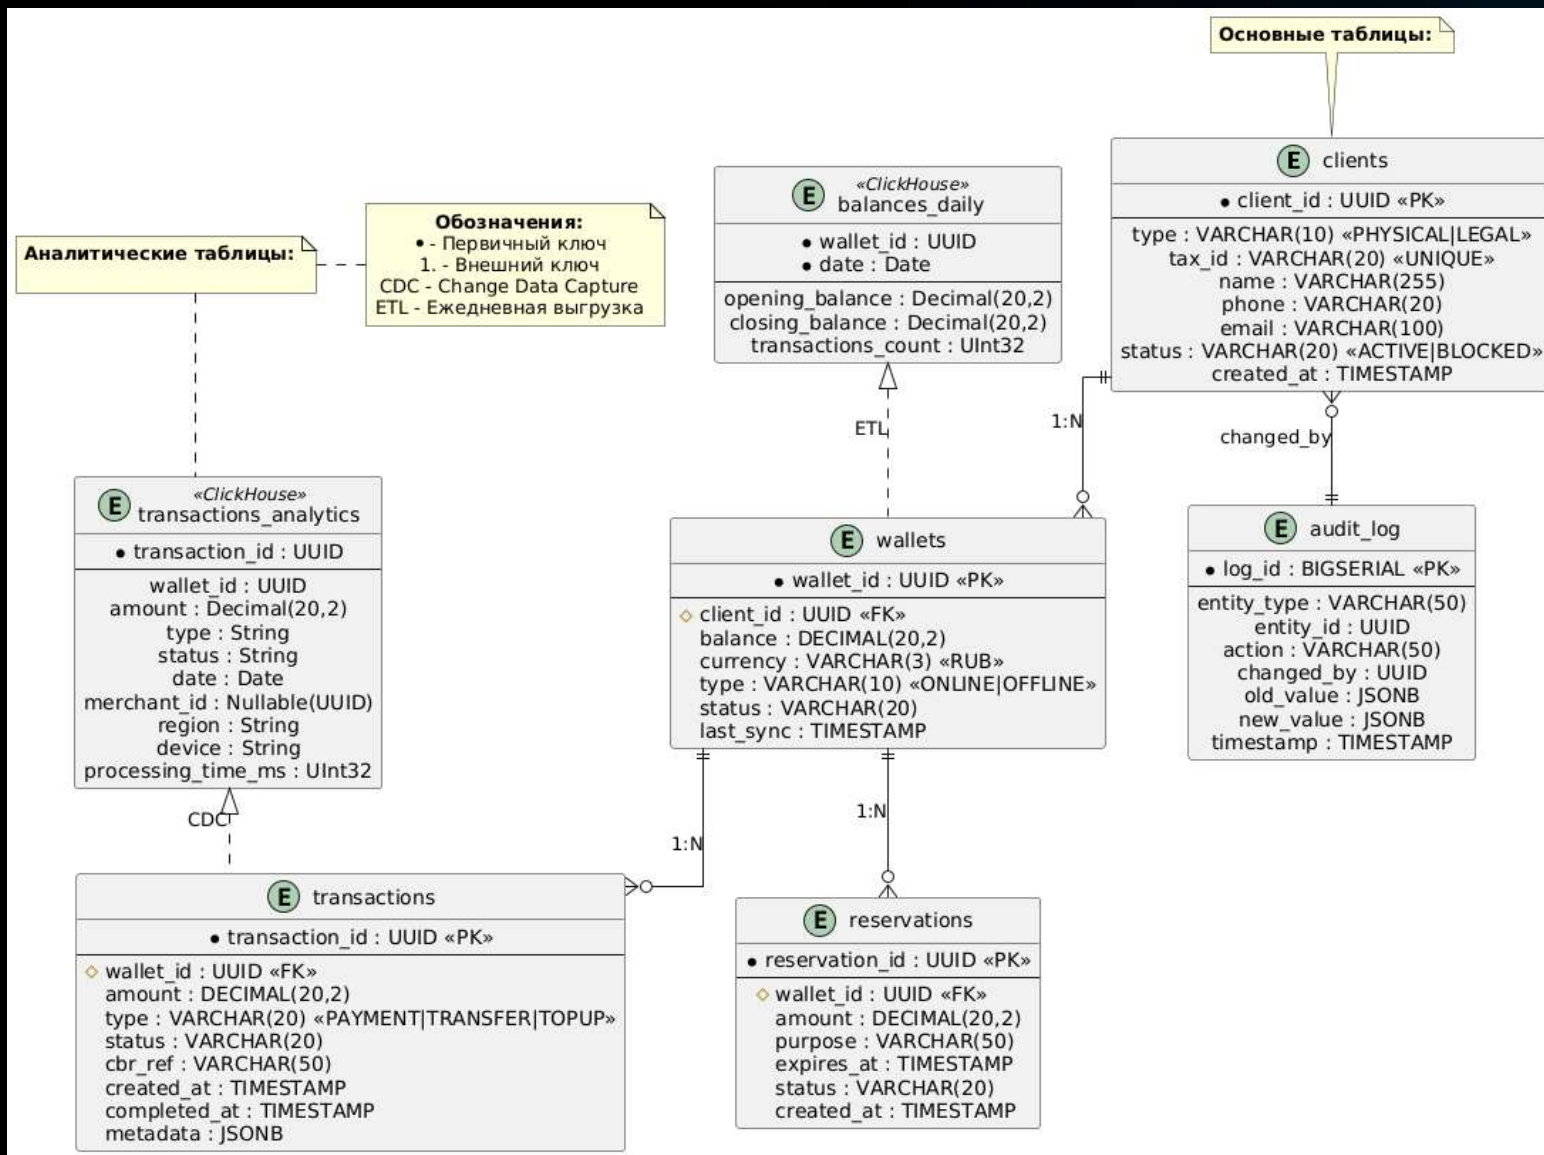 Основные таблицы:
E clients
• client_id : UUID «PK»
type : VARCHAR(10) «PHYSICAL|LEGAL»
tax_id : VARCHAR(20) «UNIQUE»
name : VARCHAR(255)
phone : VARCHAR(20)
email : VARCHAR(100)
status : VARCHAR(20) «ACTIVE|BLOCKED»
created_at : TIMESTAMP
«ClickHouse»
E balances_daily
• wallet_id : UUID
• date : Date
opening_balance : Decimal(20,2)
closing_balance : Decimal(20,2)
transactions_count : UInt32
Обозначения:
• - Первичный ключ
1. - Внешний ключ
CDC - Change Data Capture
ETL - Ежедневная выгрузка
Аналитические таблицы:
1:N
ETL
changed_by
«ClickHouse»
E transactions_analytics
• transaction_id : UUID
wallet_id : UUID
amount : Decimal(20,2)
type : String
status : String
date : Date
merchant_id : Nullable(UUID)
region : String
device : String
processing_time_ms : UInt32
E wallets
• wallet_id : UUID «PK»
client_id : UUID «FK»
balance : DECIMAL(20,2)
currency : VARCHAR(3) «RUB»
type : VARCHAR(10) «ONLINE|OFFLINE»
status : VARCHAR(20)
last_sync : TIMESTAMP
E audit_log
• log_id : BIGSERIAL «PK»
entity_type : VARCHAR(50)
entity_id : UUID
action : VARCHAR(50)
changed_by : UUID
old_value : JSONB
new_value : JSONB
timestamp : TIMESTAMP
CDC
1:N
1:N
E transactions
• transaction_id : UUID «PK»
wallet_id : UUID «FK»
amount : DECIMAL(20,2)
type : VARCHAR(20) «PAYMENT|TRANSFER|TOPUP»
status : VARCHAR(20)
cbr_ref : VARCHAR(50)
created_at : TIMESTAMP
completed_at : TIMESTAMP
metadata : JSONB
E reservations
• reservation_id : UUID «PK»
wallet_id : UUID «FK»
amount : DECIMAL(20,2)
purpose : VARCHAR(50)
expires_at : TIMESTAMP
status : VARCHAR(20)
created_at : TIMESTAMP